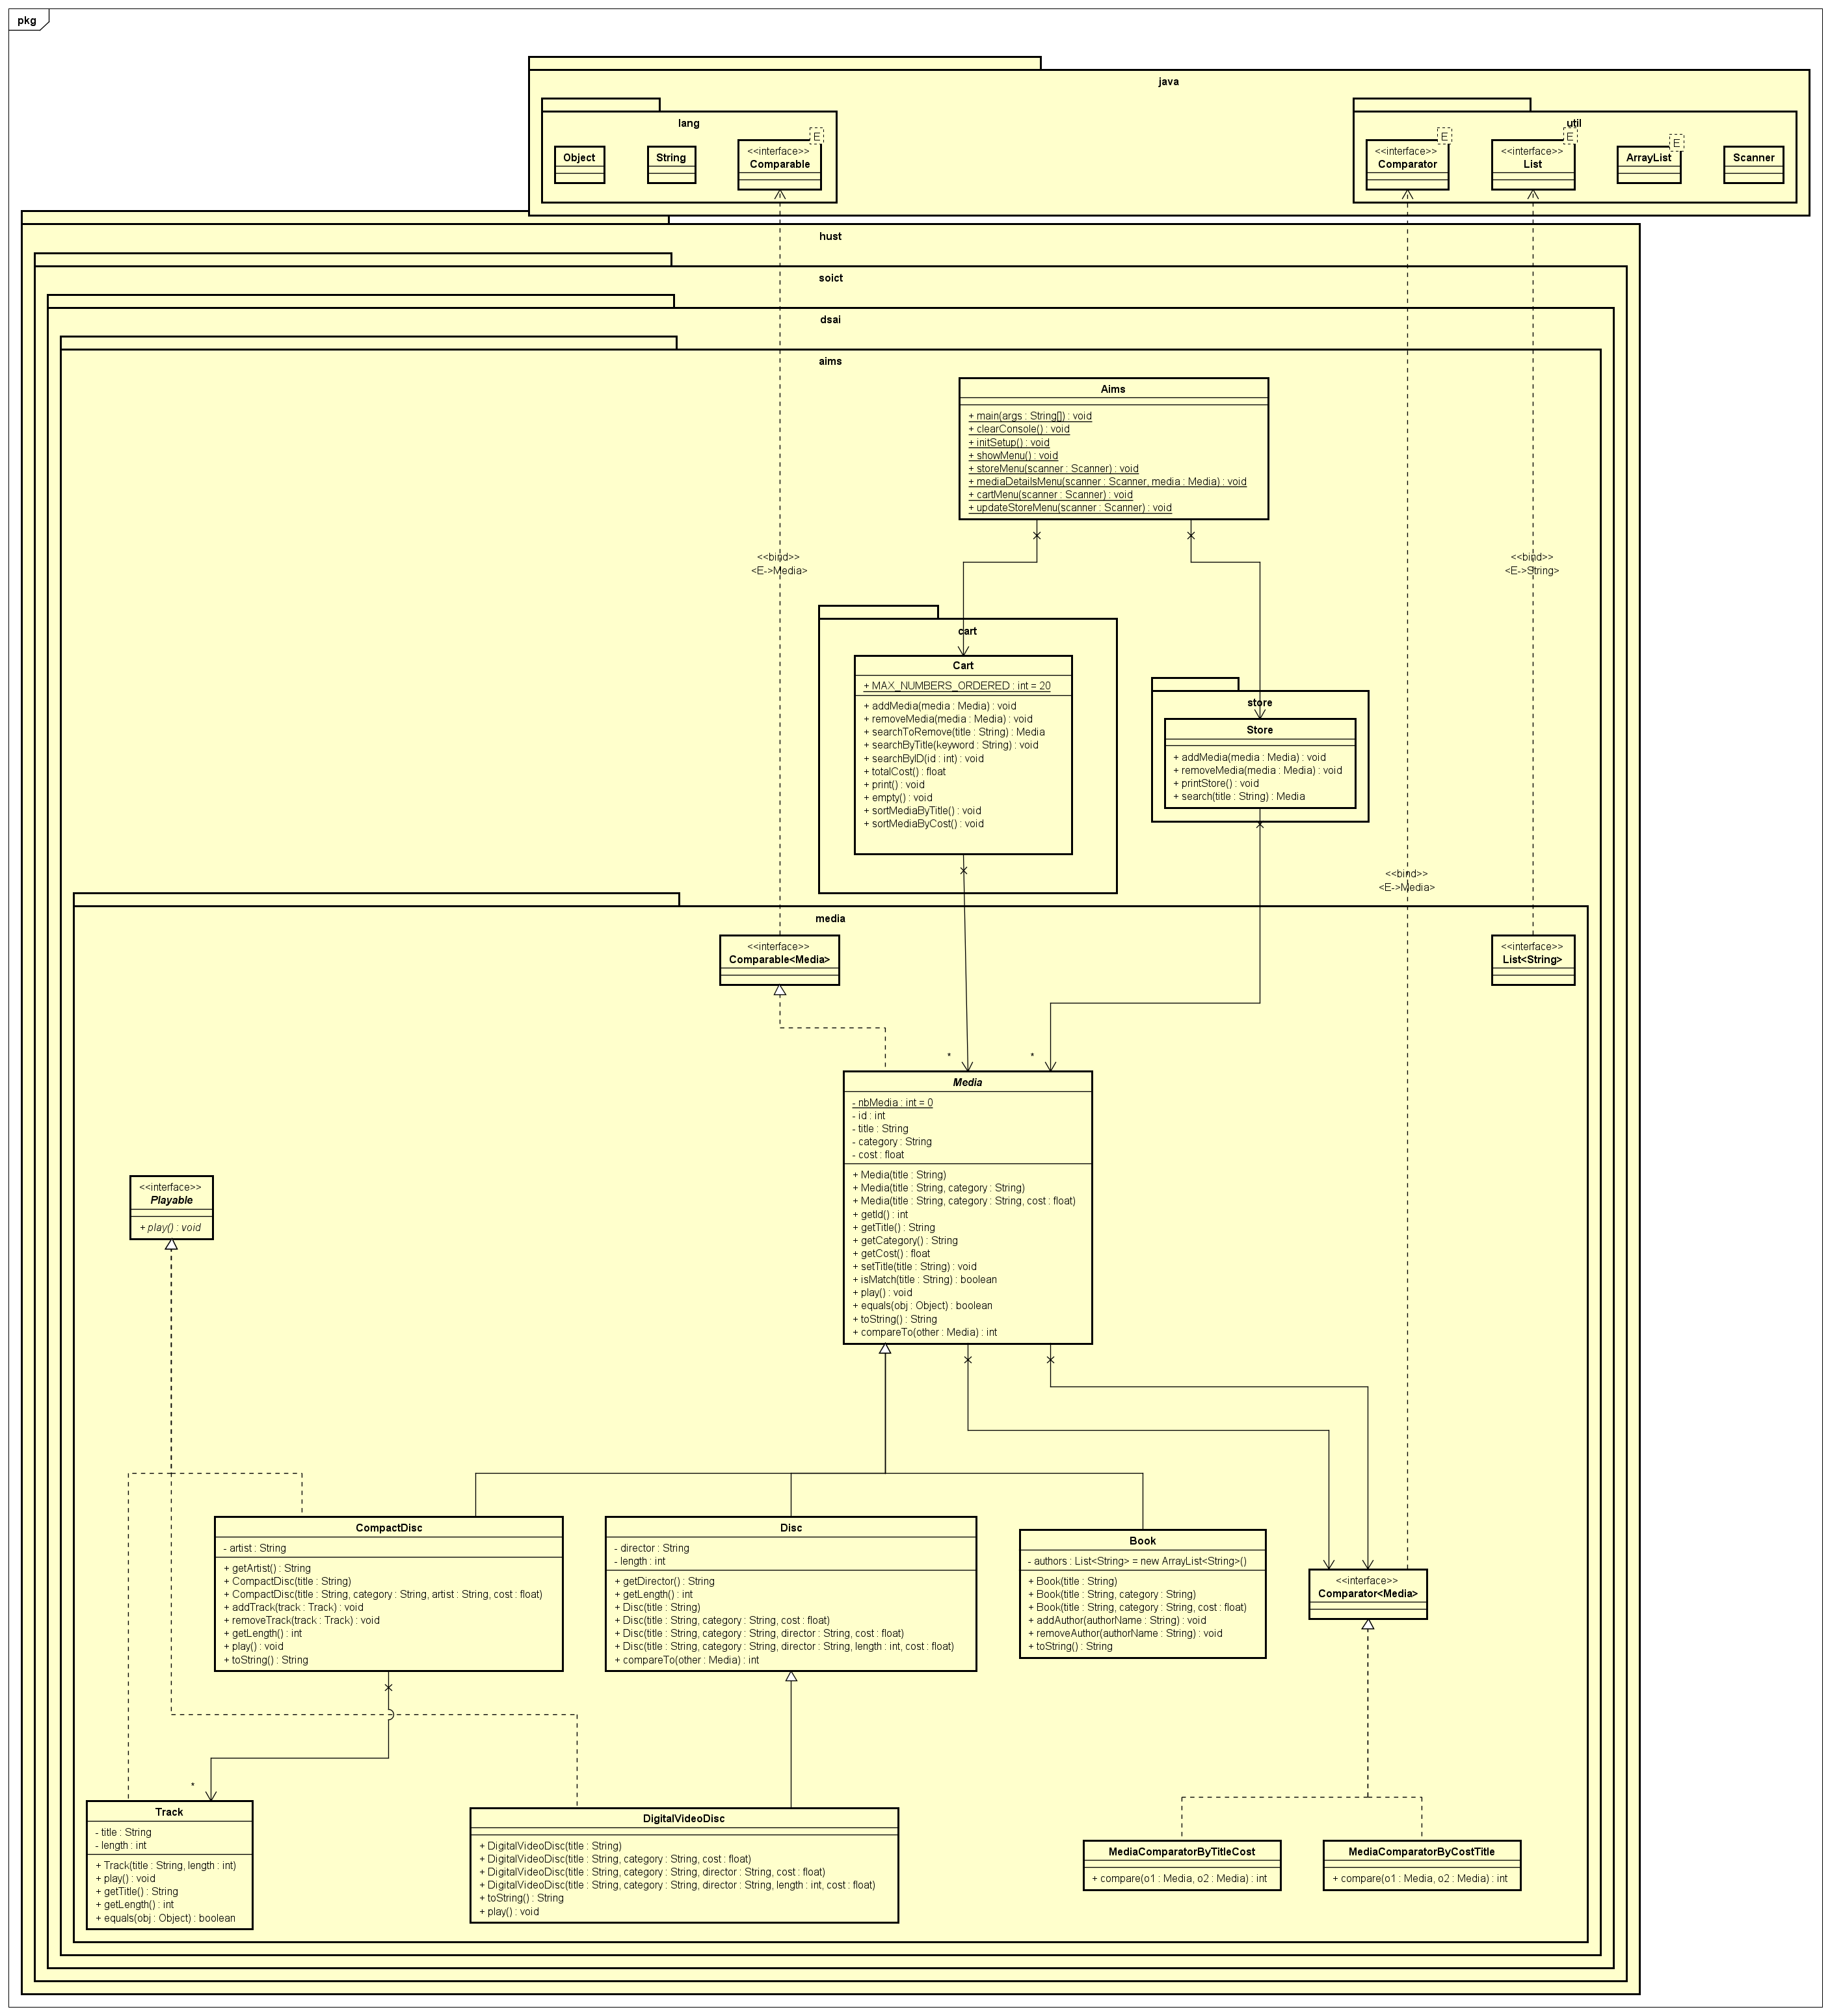 pkg
java
lang
Object
String
E
<<interface>>
Comparable
util
E
<<interface>>
Comparator
E
<<interface>>
List
E
ArrayList
Scanner
hust
soict
dsai
aims
Aims
+ main(args : String[]) : void
+ clearConsole() : void
+ initSetup() : void
+ showMenu() : void
+ storeMenu(scanner : Scanner) : void
+ mediaDetailsMenu(scanner : Scanner, media : Media) : void
+ cartMenu(scanner : Scanner) : void
+ updateStoreMenu(scanner : Scanner) : void
<<bind>>
<E->Media>
<<bind>>
<E->String>
cart
Cart
+ MAX_NUMBERS_ORDERED : int = 20
+ addMedia(media : Media) : void
+ removeMedia(media : Media) : void
+ searchToRemove(title : String) : Media
+ searchByTitle(keyword : String) : void
+ searchByID(id : int) : void
+ totalCost() : float
+ print() : void
+ empty() : void
+ sortMediaByTitle() : void
+ sortMediaByCost() : void
store
Store
+ addMedia(media : Media) : void
+ removeMedia(media : Media) : void
+ printStore() : void
+ search(title : String) : Media
<<bind>>
<E->Media>
media
<<interface>>
Comparable<Media>
<<interface>>
List<String>
*
*
Media
- nbMedia : int = 0
- id : int
- title : String
- category : String
- cost : float
+ Media(title : String)
+ Media(title : String, category : String)
+ Media(title : String, category : String, cost : float)
+ getId() : int
+ getTitle() : String
+ getCategory() : String
+ getCost() : float
+ setTitle(title : String) : void
+ isMatch(title : String) : boolean
+ play() : void
+ equals(obj : Object) : boolean
+ toString() : String
+ compareTo(other : Media) : int
<<interface>>
Playable
+ play() : void
CompactDisc
- artist : String
+ getArtist() : String
+ CompactDisc(title : String)
+ CompactDisc(title : String, category : String, artist : String, cost : float)
+ addTrack(track : Track) : void
+ removeTrack(track : Track) : void
+ getLength() : int
+ play() : void
+ toString() : String
Disc
- director : String
- length : int
+ getDirector() : String
+ getLength() : int
+ Disc(title : String)
+ Disc(title : String, category : String, cost : float)
+ Disc(title : String, category : String, director : String, cost : float)
+ Disc(title : String, category : String, director : String, length : int, cost : float)
+ compareTo(other : Media) : int
Book
- authors : List<String> = new ArrayList<String>()
+ Book(title : String)
+ Book(title : String, category : String)
+ Book(title : String, category : String, cost : float)
+ addAuthor(authorName : String) : void
+ removeAuthor(authorName : String) : void
+ toString() : String
<<interface>>
Comparator<Media>
*
Track
- title : String
- length : int
+ Track(title : String, length : int)
+ play() : void
+ getTitle() : String
+ getLength() : int
+ equals(obj : Object) : boolean
DigitalVideoDisc
+ DigitalVideoDisc(title : String)
+ DigitalVideoDisc(title : String, category : String, cost : float)
+ DigitalVideoDisc(title : String, category : String, director : String, cost : float)
+ DigitalVideoDisc(title : String, category : String, director : String, length : int, cost : float)
+ toString() : String
+ play() : void
MediaComparatorByTitleCost
+ compare(o1 : Media, o2 : Media) : int
MediaComparatorByCostTitle
+ compare(o1 : Media, o2 : Media) : int